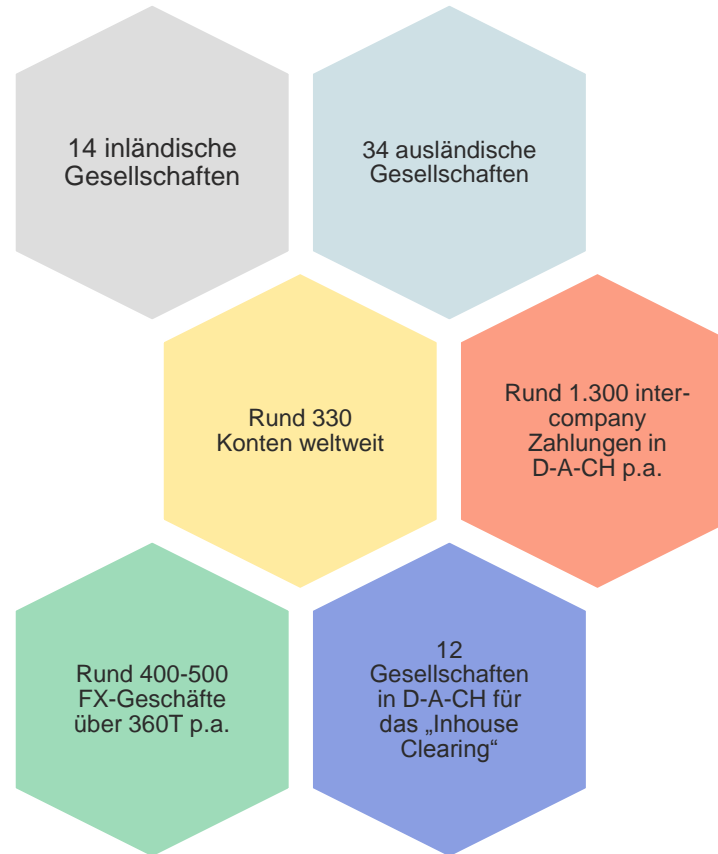 14 inländische
Gesellschaften
34 ausländische
Gesellschaften
Rund 330
Konten weltweit
Rund 1.300 inter-
company
Zahlungen in
D-A-CH p.a.
Rund 400-500
FX-Geschäfte
über 360T p.a.
12
Gesellschaften
in D-A-CH für
das „Inhouse
Clearing“